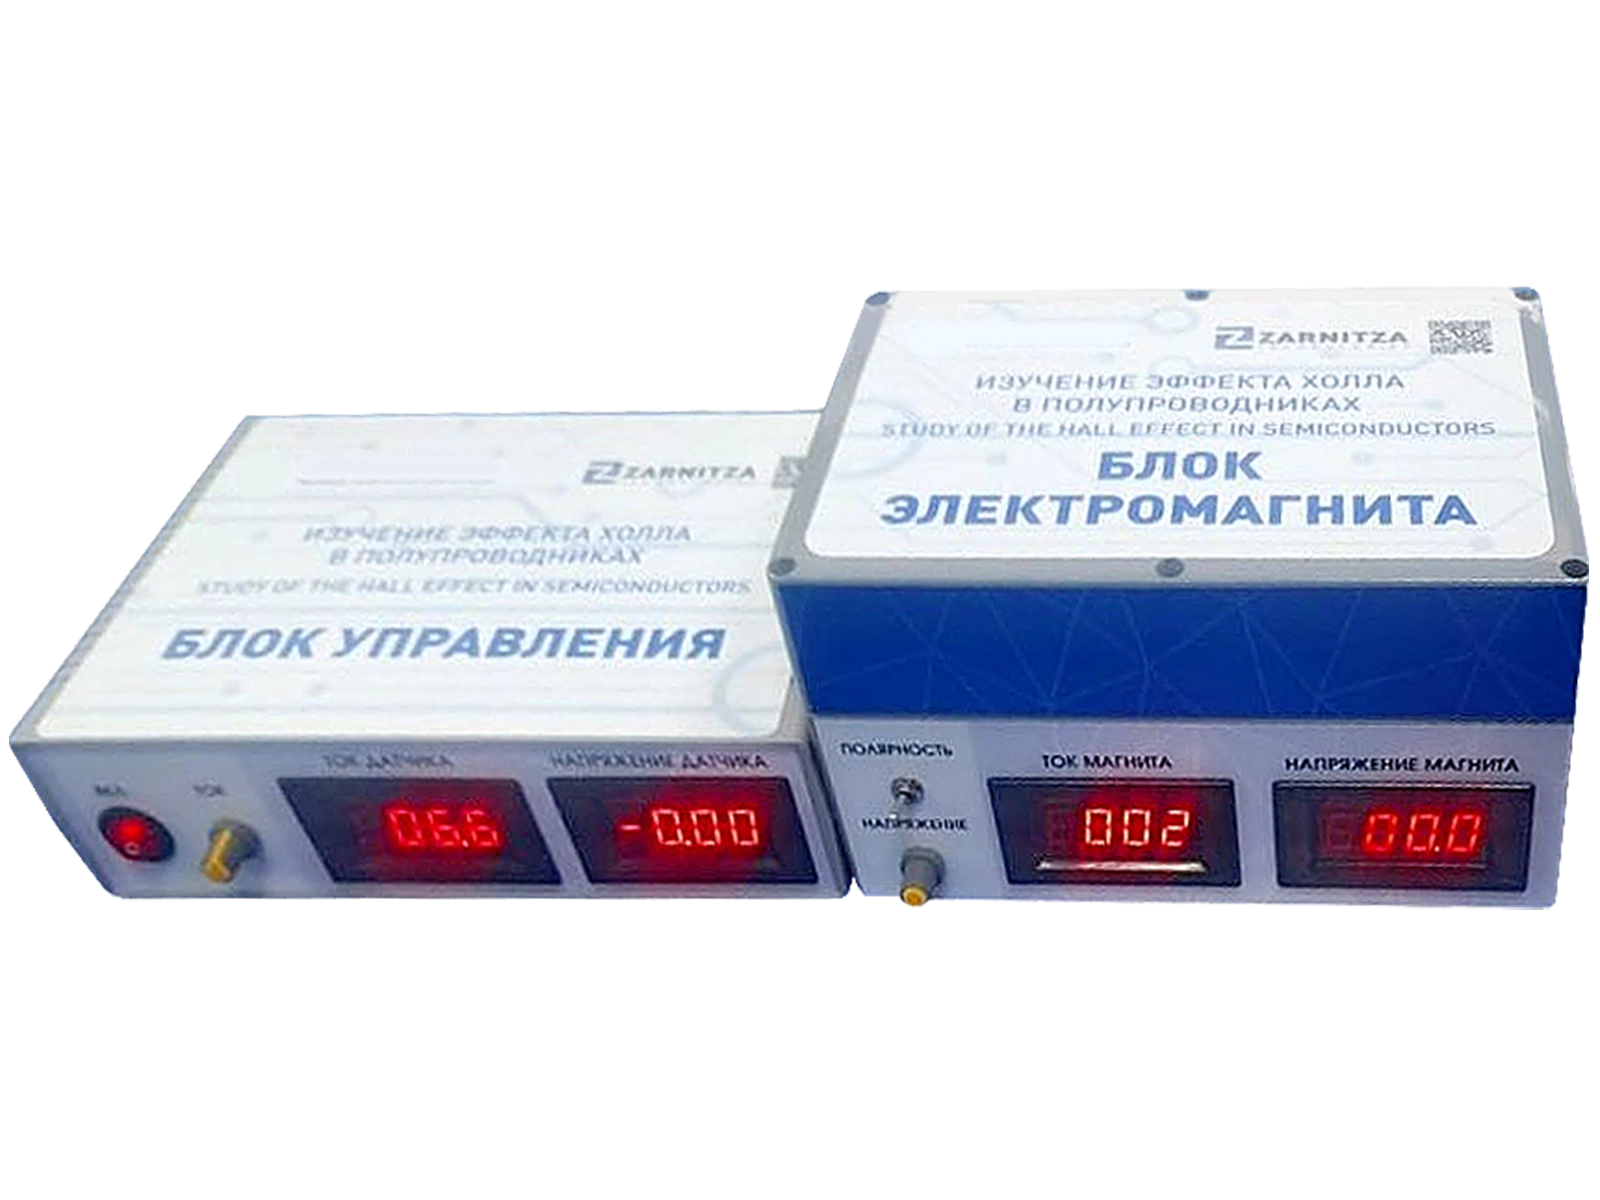 ZARNITZA
ИЗУЧЕНИЕ ЭФФЕКТА ХОЛЛА
В ПОЛУПРОВОДНИКАХ
STUDY OF THE HALL EFFECT IN SEMICONDUCTORS
БЛОК УПРАВЛЕНИЯ
ВКЛ
ТОК
ТОК ДАТЧИКА
НАПРЯЖЕНИЕ ДАТЧИКА
06.6
-0.00
ZARNITZA
ИЗУЧЕНИЕ ЭФФЕКТА ХОЛЛА
В ПОЛУПРОВОДНИКАХ
STUDY OF THE HALL EFFECT IN SEMICONDUCTORS
БЛОК
ЭЛЕКТРОМАГНИТА
ПОЛЯРНОСТЬ
НАПРЯЖЕНИЕ
ТОК МАГНИТА
НАПРЯЖЕНИЕ МАГНИТА
002
00.0